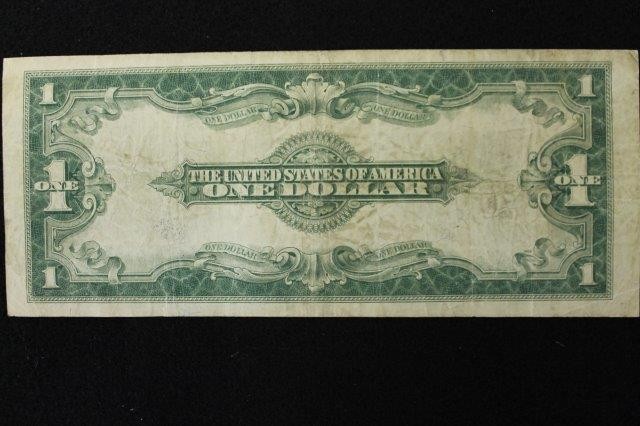 1 1
ONE DOLLAR ONE DOLLAR
THE UNITED STATES OF AMERICA
1 ONE ONE DOLLAR 1 ONE
ONE DOLLAR ONE DOLLAR
1 1